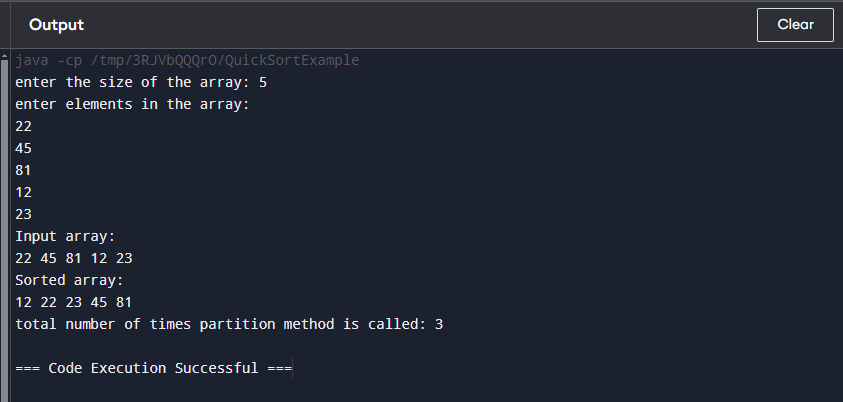 Output
Clear
java -cp /tmp/3RJVbQQQrO/QuickSortExample
enter the size of the array: 5
enter elements in the array:
22
45
81
12
23
Input array:
22 45 81 12 23
Sorted array:
12 22 23 45 81
total number of times partition method is called: 3
=== Code Execution Successful ===